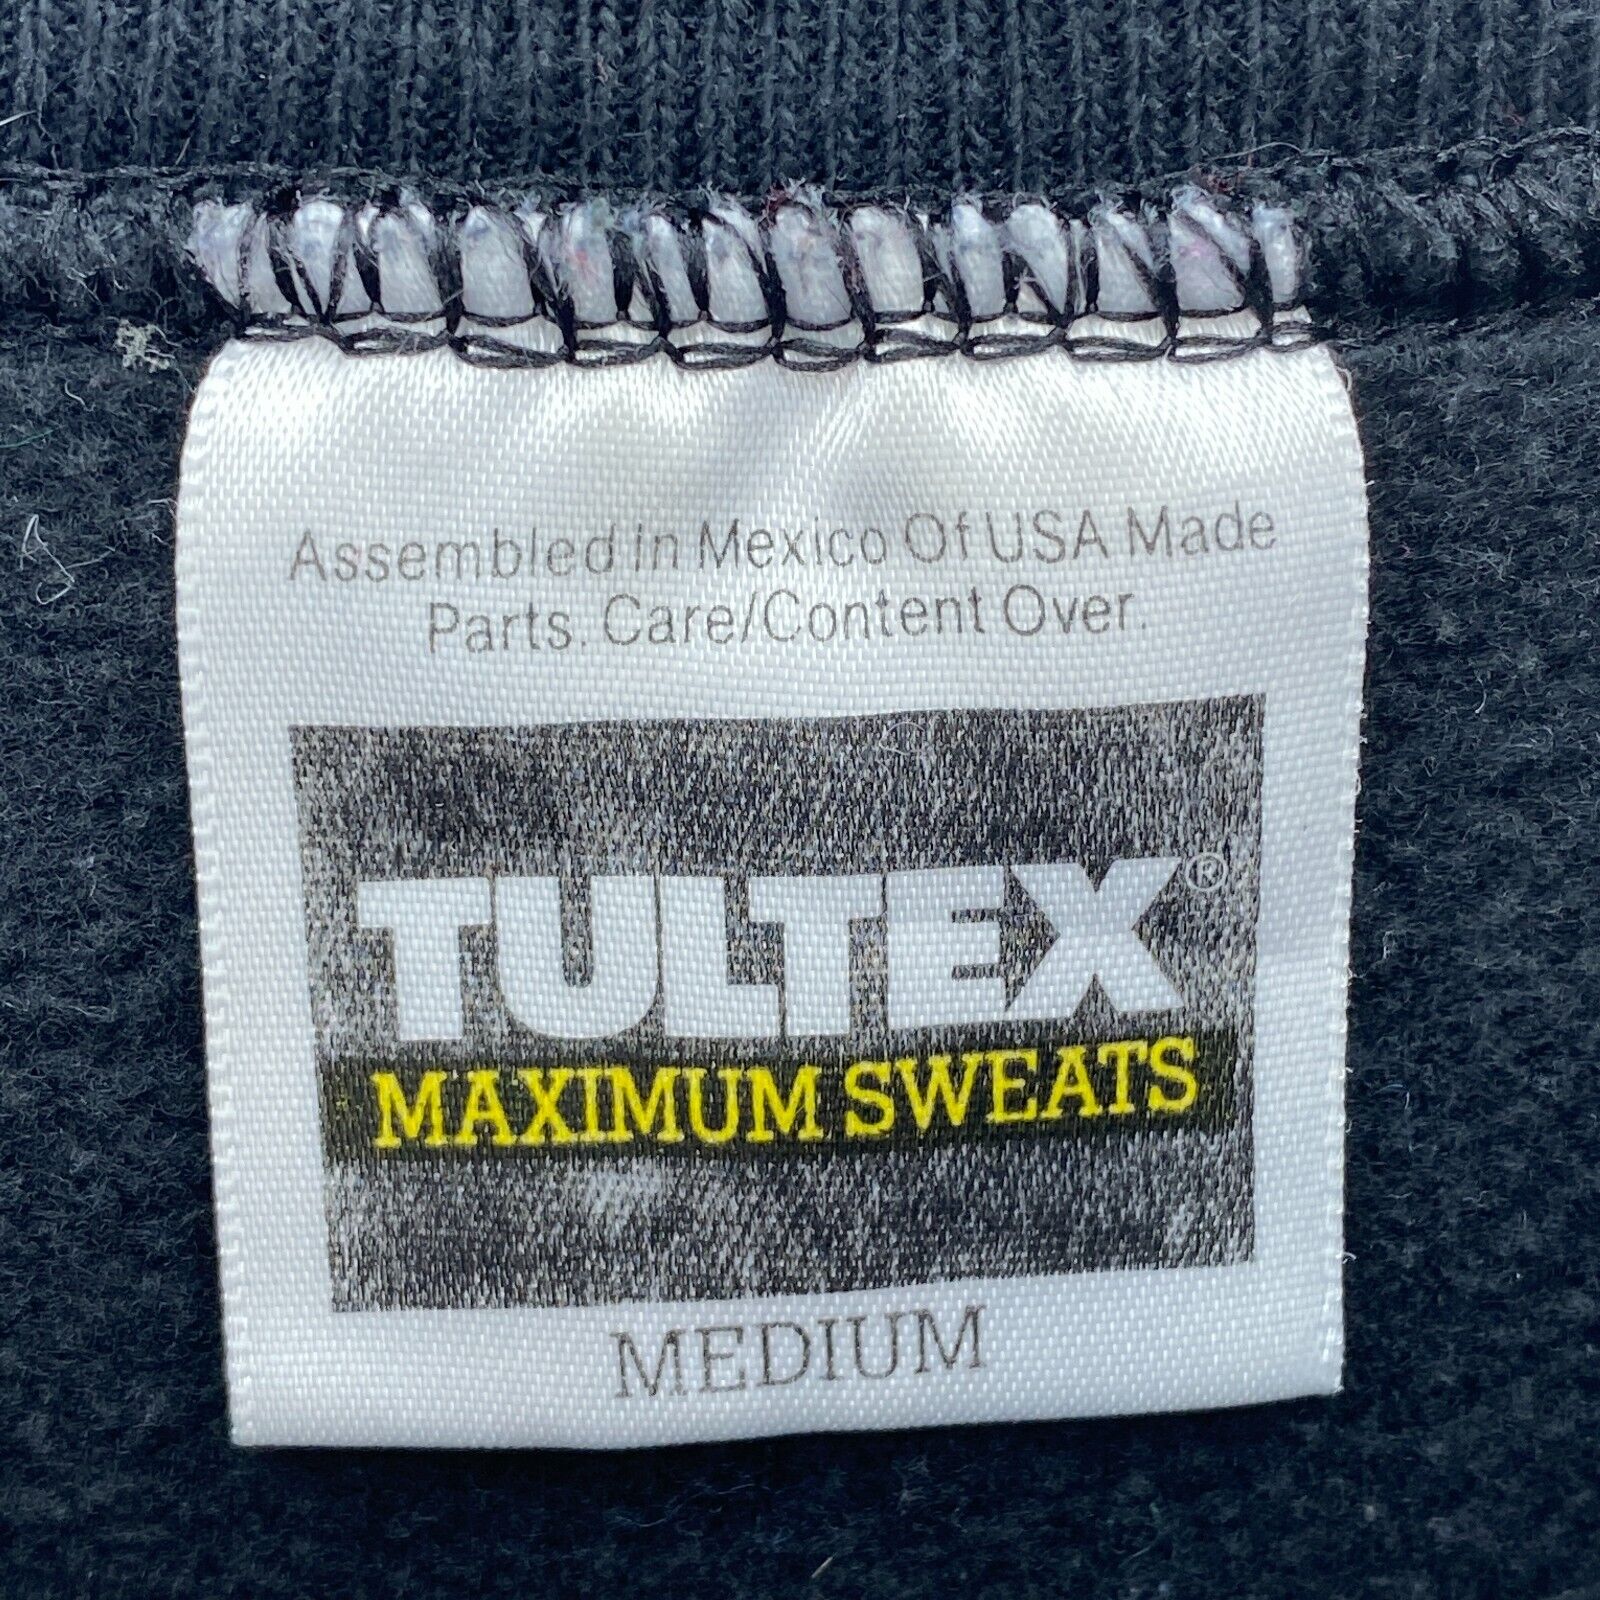 Assembled in Mexico Of USA Made
Parts. Care/Content Over.
TULTEX®
MAXIMUM SWEATS
MEDIUM